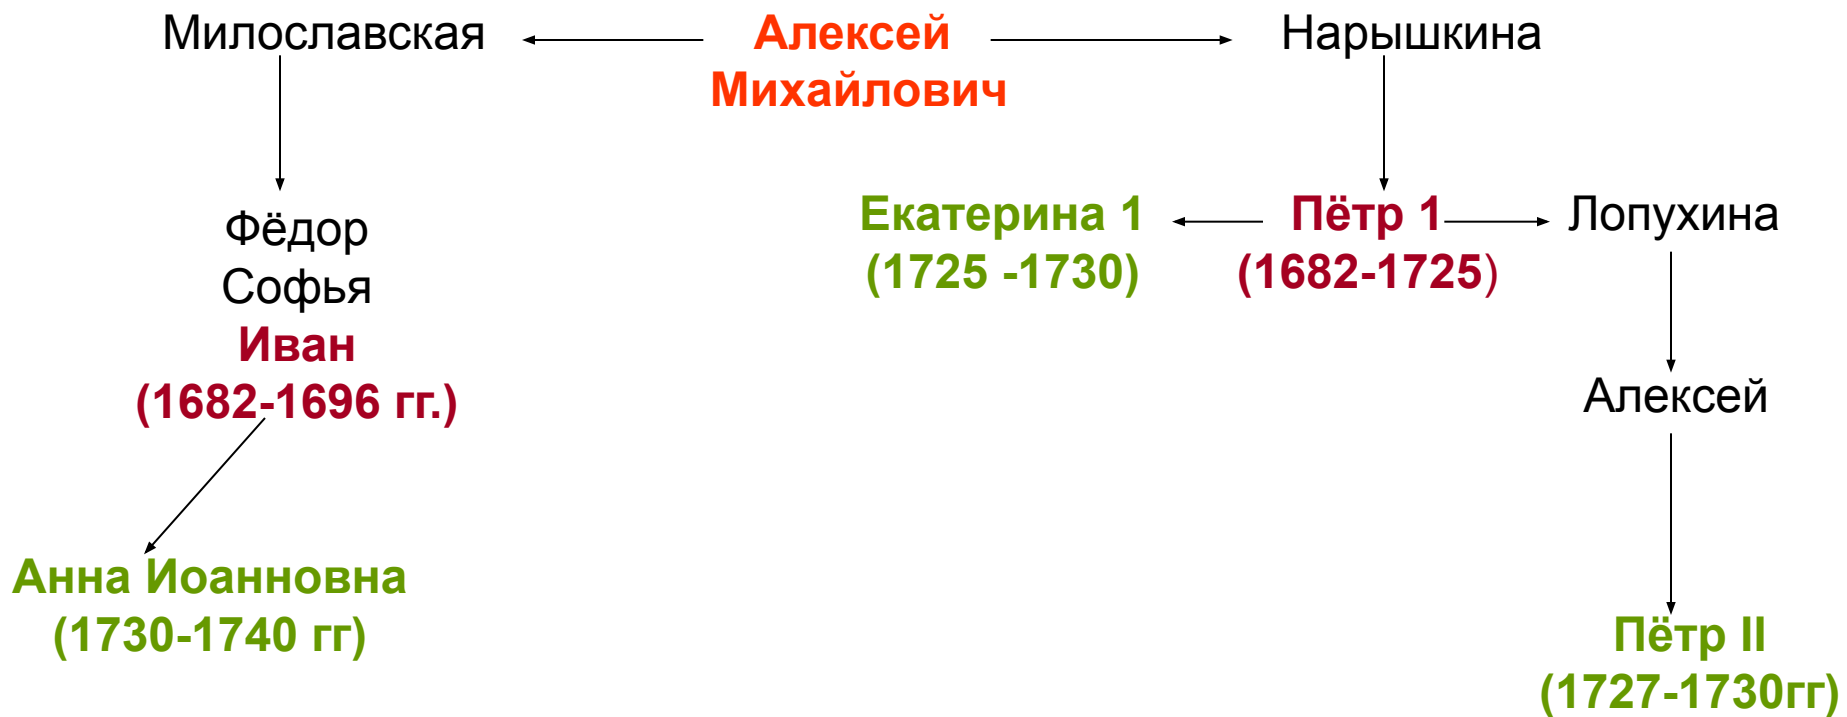 Милославская
Алексей
Михайлович
Нарышкина
Фёдор
Софья
Иван
(1682-1696 гг.)
Екатерина 1
(1725 -1730)
Пётр 1
(1682-1725)
Лопухина
Алексей
Анна Иоанновна
(1730-1740 гг)
Пётр II
(1727-1730гг)